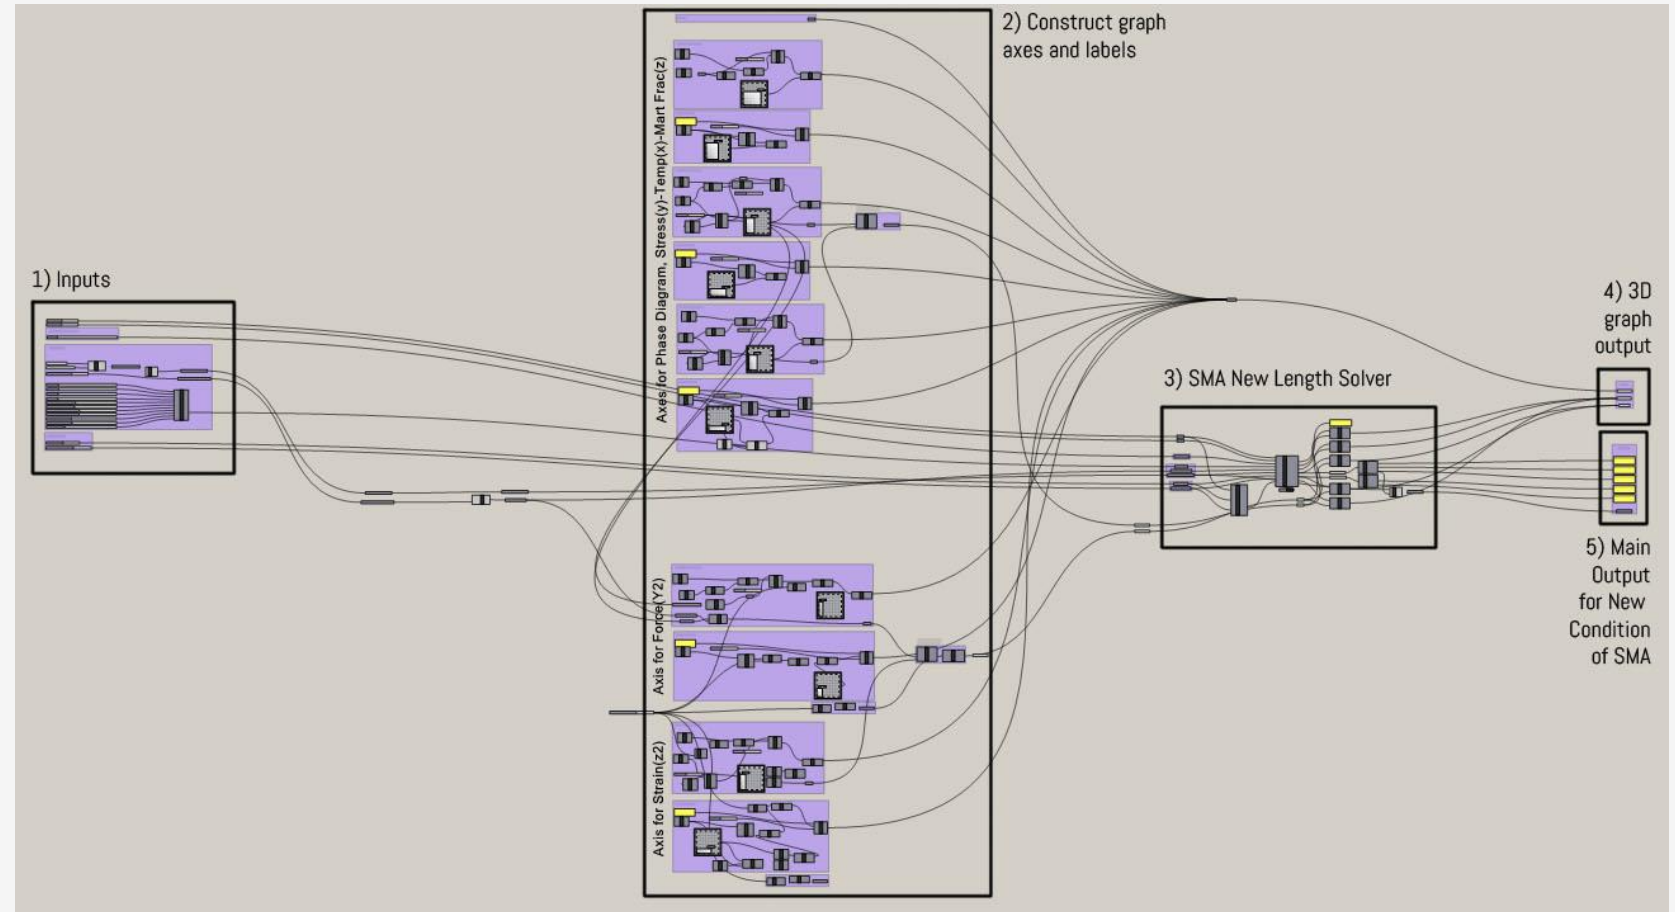 1) Inputs
2) Construct graph
axes and labels
Axes for Phase Diagram, Stress(y)-Temp(x)-Mart Frac(z)
Axis for Force(Y2)
Axis for Strain(z2)
3) SMA New Length Solver
4) 3D
graph
output
5) Main
Output
for New
Condition
of SMA